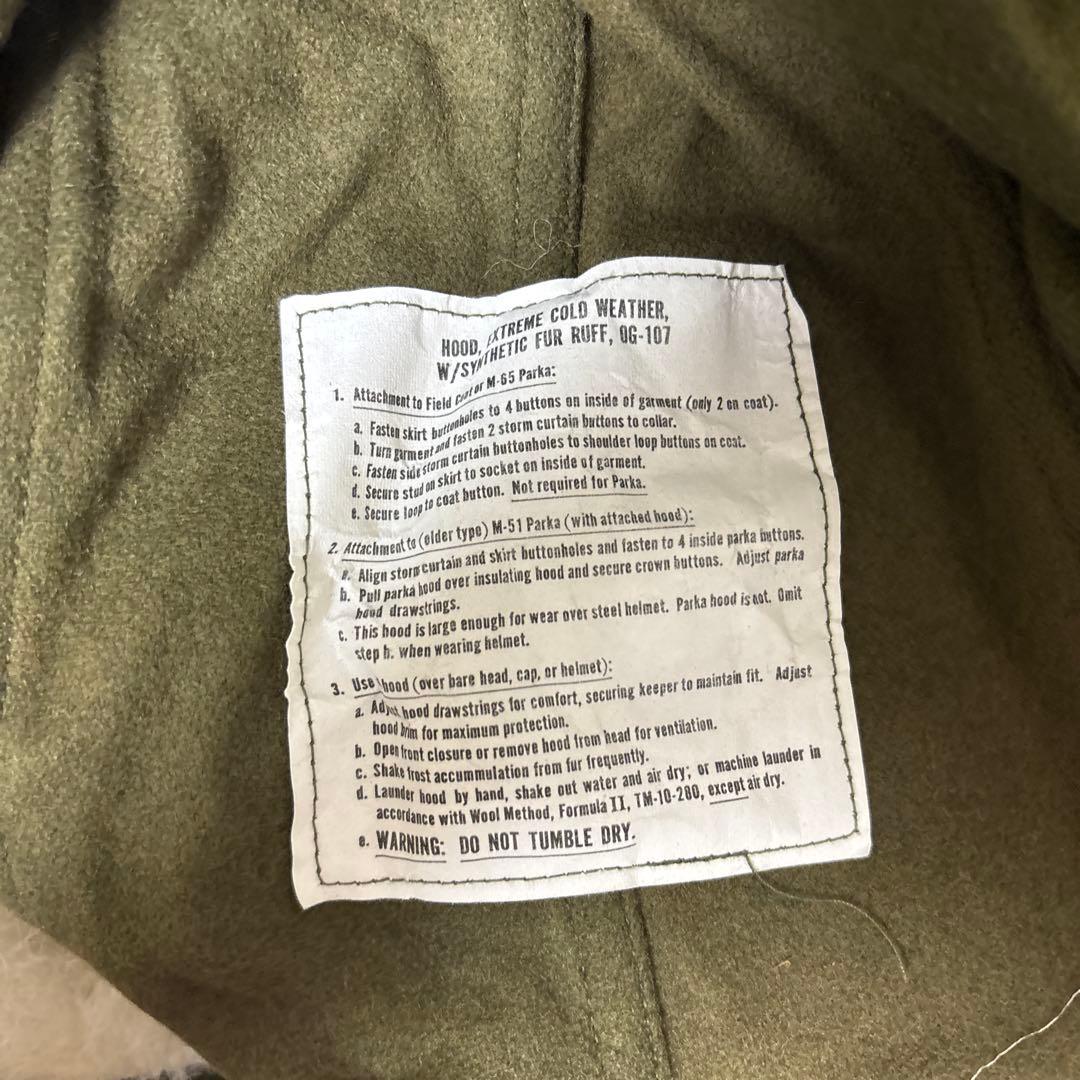 HOOD, EXTREME COLD WEATHER,
W/SYNTHETIC FUR RUFF, OG-107
1. Attachment to Field Coat or M-65 Parka:
a. Fasten skirt buttonholes to 4 buttons on inside of garment (only 2 on coat).
b. Turn garment and fasten 2 storm curtain buttons to collar.
c. Fasten side storm curtain buttonholes to shoulder loop buttons on coat.
d. Secure stud on skirt to socket on inside of garment.
e. Secure loop to coat button. Not required for Parka.
2. Attachment to (older type) M-51 Parka (with attached hood):
a. Align storm curtain and skirt buttonholes and fasten to 4 inside parka buttons.
b. Pull parka hood over insulating hood and secure crown buttons. Adjust parka
hood drawstrings.
c. This hood is large enough for wear over steel helmet. Parka hood is not. Omit
step b. when wearing helmet.
3. Use hood (over bare head, cap, or helmet):
a. Adjust hood drawstrings for comfort, securing keeper to maintain fit. Adjust
hood brim for maximum protection.
b. Open front closure or remove hood from head for ventilation.
c. Shake frost accummulation from fur frequently.
d. Launder hood by hand, shake out water and air dry; or machine launder in
accordance with Wool Method, Formula II, TM-10-280, except air dry.
e. WARNING: DO NOT TUMBLE DRY.